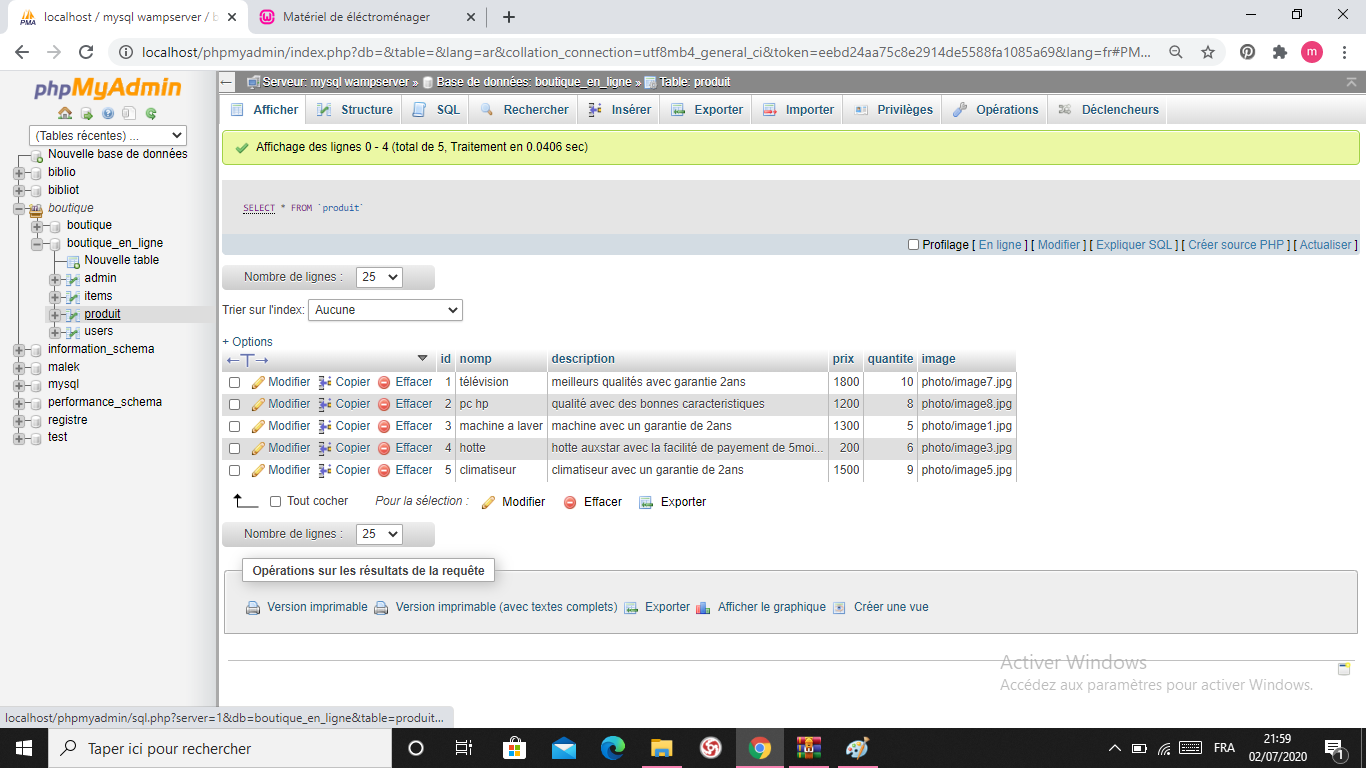 localhost / mysql wampserver / b
Matériel de éléctroménager
localhost/phpmyadmin/index.php?db=&table=&lang=ar&collation_connection=utf8mb4_general_ci&token=eebd24aa75c8e2914de5588fa1085a69&lang=fr#PM...
m
phpMyAdmin
(Tables récentes) ...
Nouvelle base de données
biblio
bibliot
boutique
boutique
boutique_en_ligne
Nouvelle table
admin
items
produit
users
information_schema
malek
mysql
performance_schema
registre
test
Serveur: mysql wampserver » Base de données: boutique_en_ligne » Table: produit
Afficher Structure SQL Rechercher Insérer Exporter Importer Privilèges Opérations Déclencheurs
Affichage des lignes 0 - 4 (total de 5, Traitement en 0.0406 sec)
SELECT * FROM `produit`
Profilage [ En ligne ] [ Modifier ] [ Expliquer SQL ] [ Créer source PHP ] [ Actualiser ]
Nombre de lignes : 25
Trier sur l'index: Aucune
+ Options
←T→ id nomp description prix quantite image
Modifier Copier Effacer 1 télévision meilleurs qualités avec garantie 2ans 1800 10 photo/image7.jpg
Modifier Copier Effacer 2 pc hp qualité avec des bonnes caracteristiques 1200 8 photo/image8.jpg
Modifier Copier Effacer 3 machine a laver machine avec un garantie de 2ans 1300 5 photo/image1.jpg
Modifier Copier Effacer 4 hotte hotte auxstar avec la facilité de payement de 5moi... 200 6 photo/image3.jpg
Modifier Copier Effacer 5 climatiseur climatiseur avec un garantie de 2ans 1500 9 photo/image5.jpg
Tout cocher Pour la sélection : Modifier Effacer Exporter
Nombre de lignes : 25
Opérations sur les résultats de la requête
Version imprimable Version imprimable (avec textes complets) Exporter Afficher le graphique Créer une vue
Activer Windows
Accédez aux paramètres pour activer Windows.
localhost/phpmyadmin/sql.php?server=1&db=boutique_en_ligne&table=produit...
Taper ici pour rechercher
FRA
21:59
02/07/2020
1